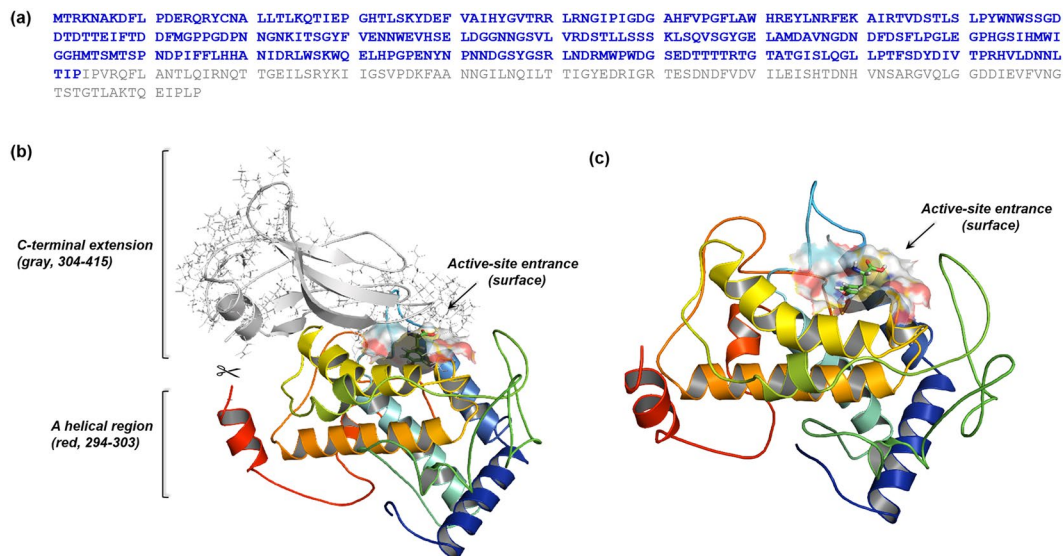 (a)
MTRKNAKDFL PDERQRYCNA LLTLKQTIEP GHTLSKYDEF VAIHYGVTRR LRNGIPIGDG AHFVPGFLAW HREYLNRFEK AIRTVDSTLS LPYWNWSSGD
DTDTDDFTDD DFMGPPGDPN NGNKITSGYF VENNWEVHSE LDGGNNGSVL VRDSTLLSSS KLSQVSGYGE LAMDAVNGDN DFDSFLPGLE GPHGSIHMWI
GGHMTSMTSP NDPIFFLHHA NIDRLWSKWQ ELHPGPENYN PNNDGSYGSR LNDRMWPWDG SEDTTTTRTG TATGISLQGL LPTFSDYDIV TPRHVLDNNL
TIPIPVRQFL ANTLQIRNQT TGEILSRYKI IGSVPDKFAA NNGILNQILT TIGYEDRIGR TESDNDFVDV ILEISHTDNH VNSARGVQLG GDDIEVFVNG
TSTGTLAKTQ EIPLP
(b)
C-terminal extension
(gray, 304-415)
Active-site entrance
(surface)
A helical region
(red, 294-303)
(c)
Active-site entrance
(surface)